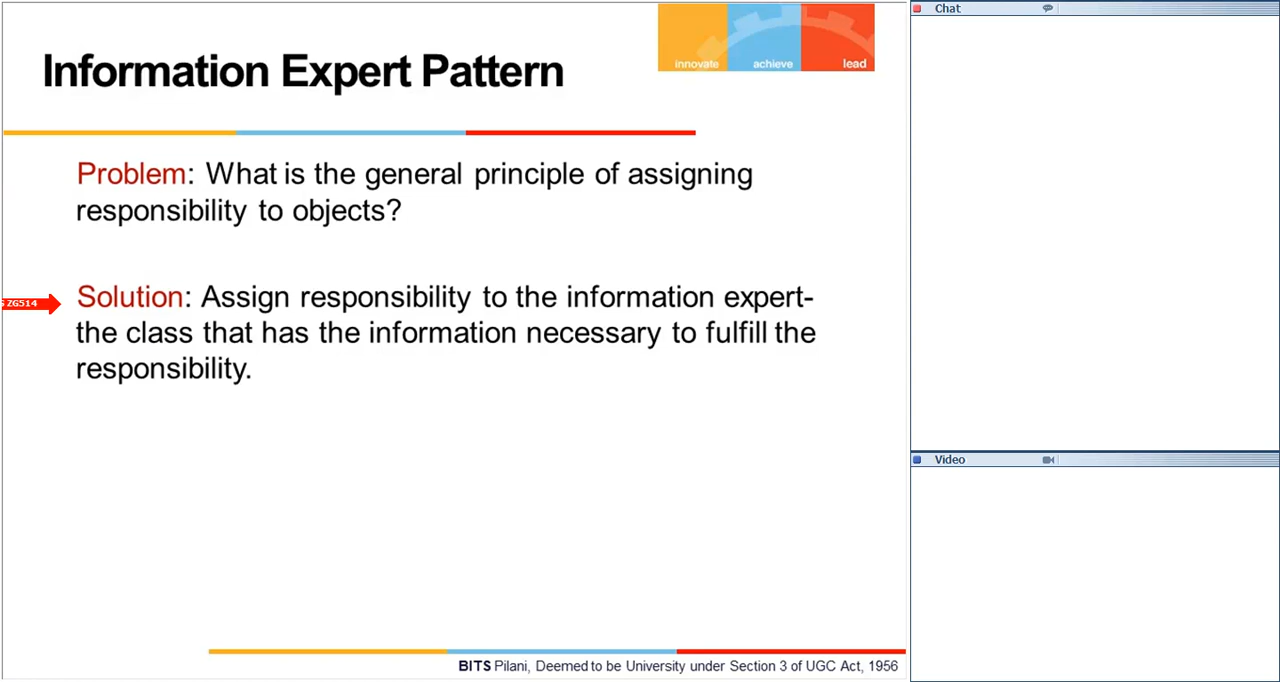 Information Expert Pattern
innovate achieve lead
Problem: What is the general principle of assigning
responsibility to objects?
ZG514
Solution: Assign responsibility to the information expert-
the class that has the information necessary to fulfill the
responsibility.
BITS Pilani, Deemed to be University under Section 3 of UGC Act, 1956
Chat
Video